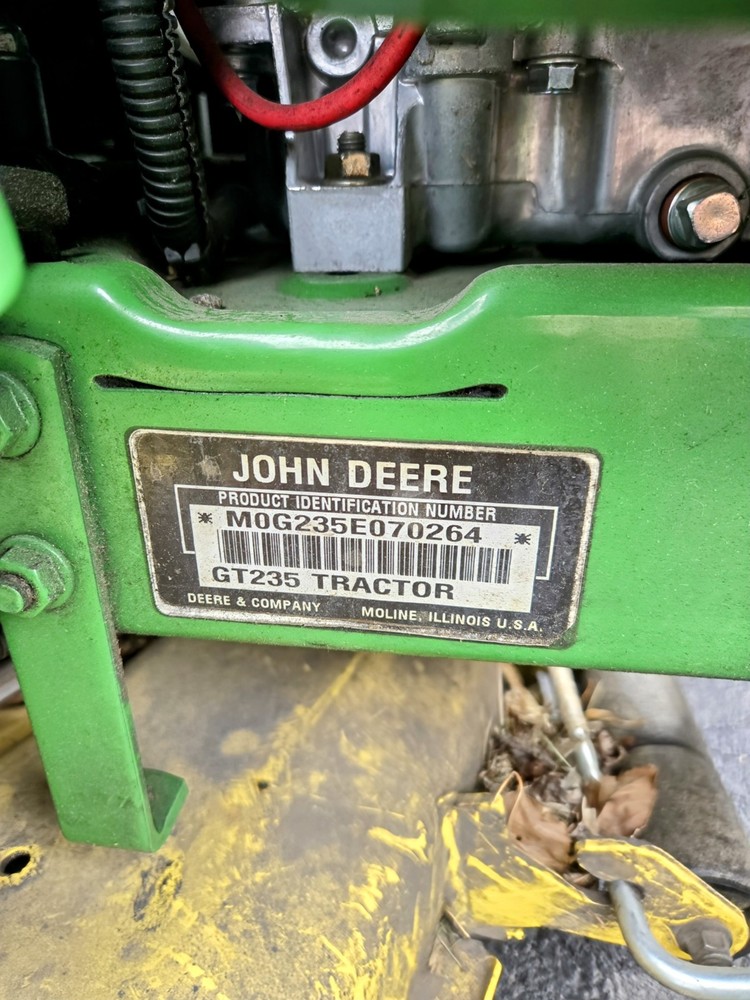 JOHN DEERE
PRODUCT IDENTIFICATION NUMBER
* M0G235E070264 *
GT235 TRACTOR
DEERE & COMPANY MOLINE, ILLINOIS U.S.A.